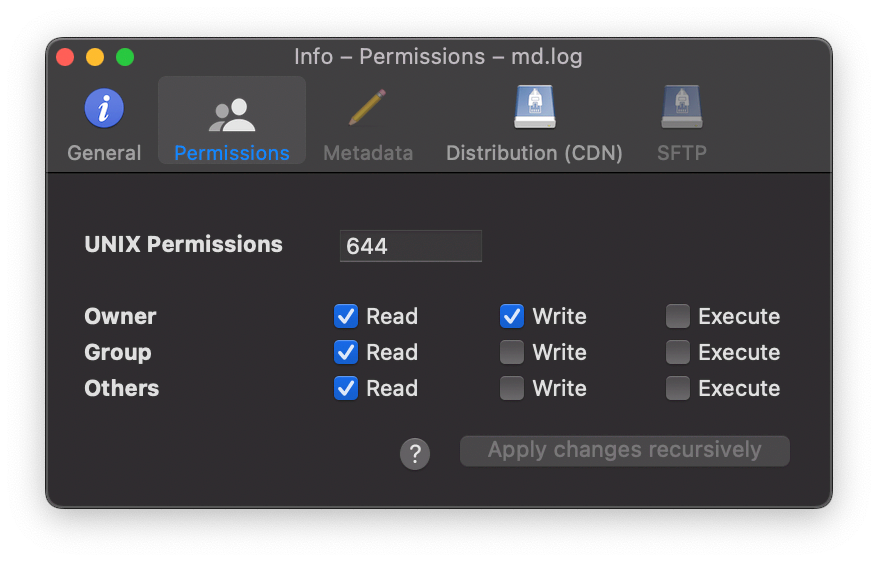 Info – Permissions – md.log
General Permissions Metadata Distribution (CDN) SFTP
UNIX Permissions 644
Owner Read Write Execute
Group Read Write Execute
Others Read Write Execute
? Apply changes recursively